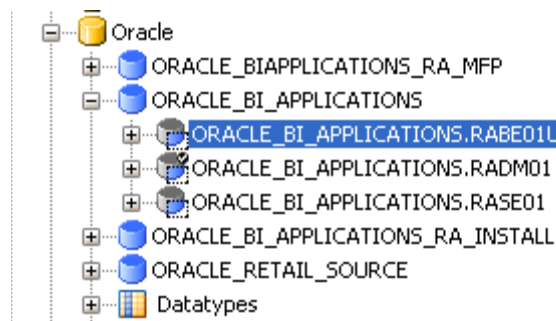 Oracle
ORACLE_BIAPPLICATIONS_RA_MFP
ORACLE_BI_APPLICATIONS
ORACLE_BI_APPLICATIONS.RABE01U
ORACLE_BI_APPLICATIONS.RADM01
ORACLE_BI_APPLICATIONS.RASE01
ORACLE_BI_APPLICATIONS_RA_INSTALL
ORACLE_RETAIL_SOURCE
Datatypes